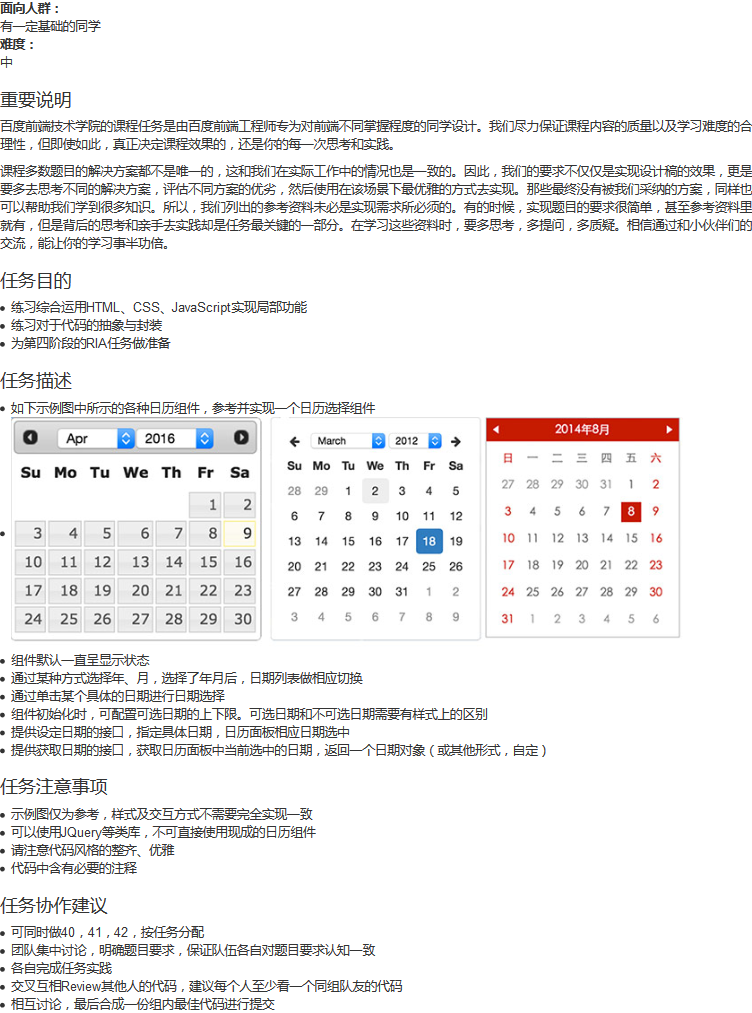 面向人群：
有一定基础的同学
难度：
中
重要说明
百度前端技术学院的课程任务是由百度前端工程师专为对前端不同掌握程度的同学设计。我们尽力保证课程内容的质量以及学习难度的合
理性，但即使如此，真正决定课程效果的，还是你的每一次思考和实践。
课程多数题目的解决方案都不是唯一的，这和我们在实际工作中的情况也是一致的。因此，我们的要求不仅仅是实现设计稿的效果，更是
要多去思考不同的解决方案，评估不同方案的优劣，然后使用在该场景下最优雅的方式去实现。那些最终没有被我们采纳的方案，同样也
可以帮助我们学到很多知识。所以，我们列出的参考资料未必是实现需求所必须的。有的时候，实现题目的要求很简单，甚至参考资料里
就有，但是背后的思考和亲手去实践却是任务最关键的一部分。在学习这些资料时，要多思考，多提问，多质疑。相信通过和小伙伴们的
交流，能让你的学习事半功倍。
任务目的
练习综合运用HTML、CSS、JavaScript实现局部功能
练习对于代码的抽象与封装
为第四阶段的RIA任务做准备
任务描述
如下示例图中所示的各种日历组件，参考并实现一个日历选择组件
Apr 2016
Su Mo Tu We Th Fr Sa
1 2
3 4 5 6 7 8 9
10 11 12 13 14 15 16
17 18 19 20 21 22 23
24 25 26 27 28 29 30
March 2012
Su Mo Tu We Th Fr Sa
28 29 1 2 3 4 5
6 7 8 9 10 11 12
13 14 15 16 17 18 19
20 21 22 23 24 25 26
27 28 29 30 31 1 2
3 4 5 6 7 8 9
2014年8月
日 一 二 三 四 五 六
27 28 29 30 31 1 2
3 4 5 6 7 8 9
10 11 12 13 14 15 16
17 18 19 20 21 22 23
24 25 26 27 28 29 30
31 1 2 3 4 5 6
组件默认一直呈显示状态
通过某种方式选择年、月，选择了年月后，日期列表做相应切换
通过单击某个具体的日期进行日期选择
组件初始化时，可配置可选日期的上下限。可选日期和不可选日期需要有样式上的区别
提供设定日期的接口，指定具体日期，日历面板相应日期选中
提供获取日期的接口，获取日历面板中当前选中的日期，返回一个日期对象（或其他形式，自定）
任务注意事项
示例图仅为参考，样式及交互方式不需要完全实现一致
可以使用JQuery等类库，不可直接使用现成的日历组件
请注意代码风格的整齐、优雅
代码中含有必要的注释
任务协作建议
可同时做40，41，42，按任务分配
团队集中讨论，明确题目要求，保证队伍各自对题目要求认知一致
各自完成任务实践
交叉互相Review其他人的代码，建议每个人至少看一个同组队友的代码
相互讨论，最后合成一份组内最佳代码进行提交